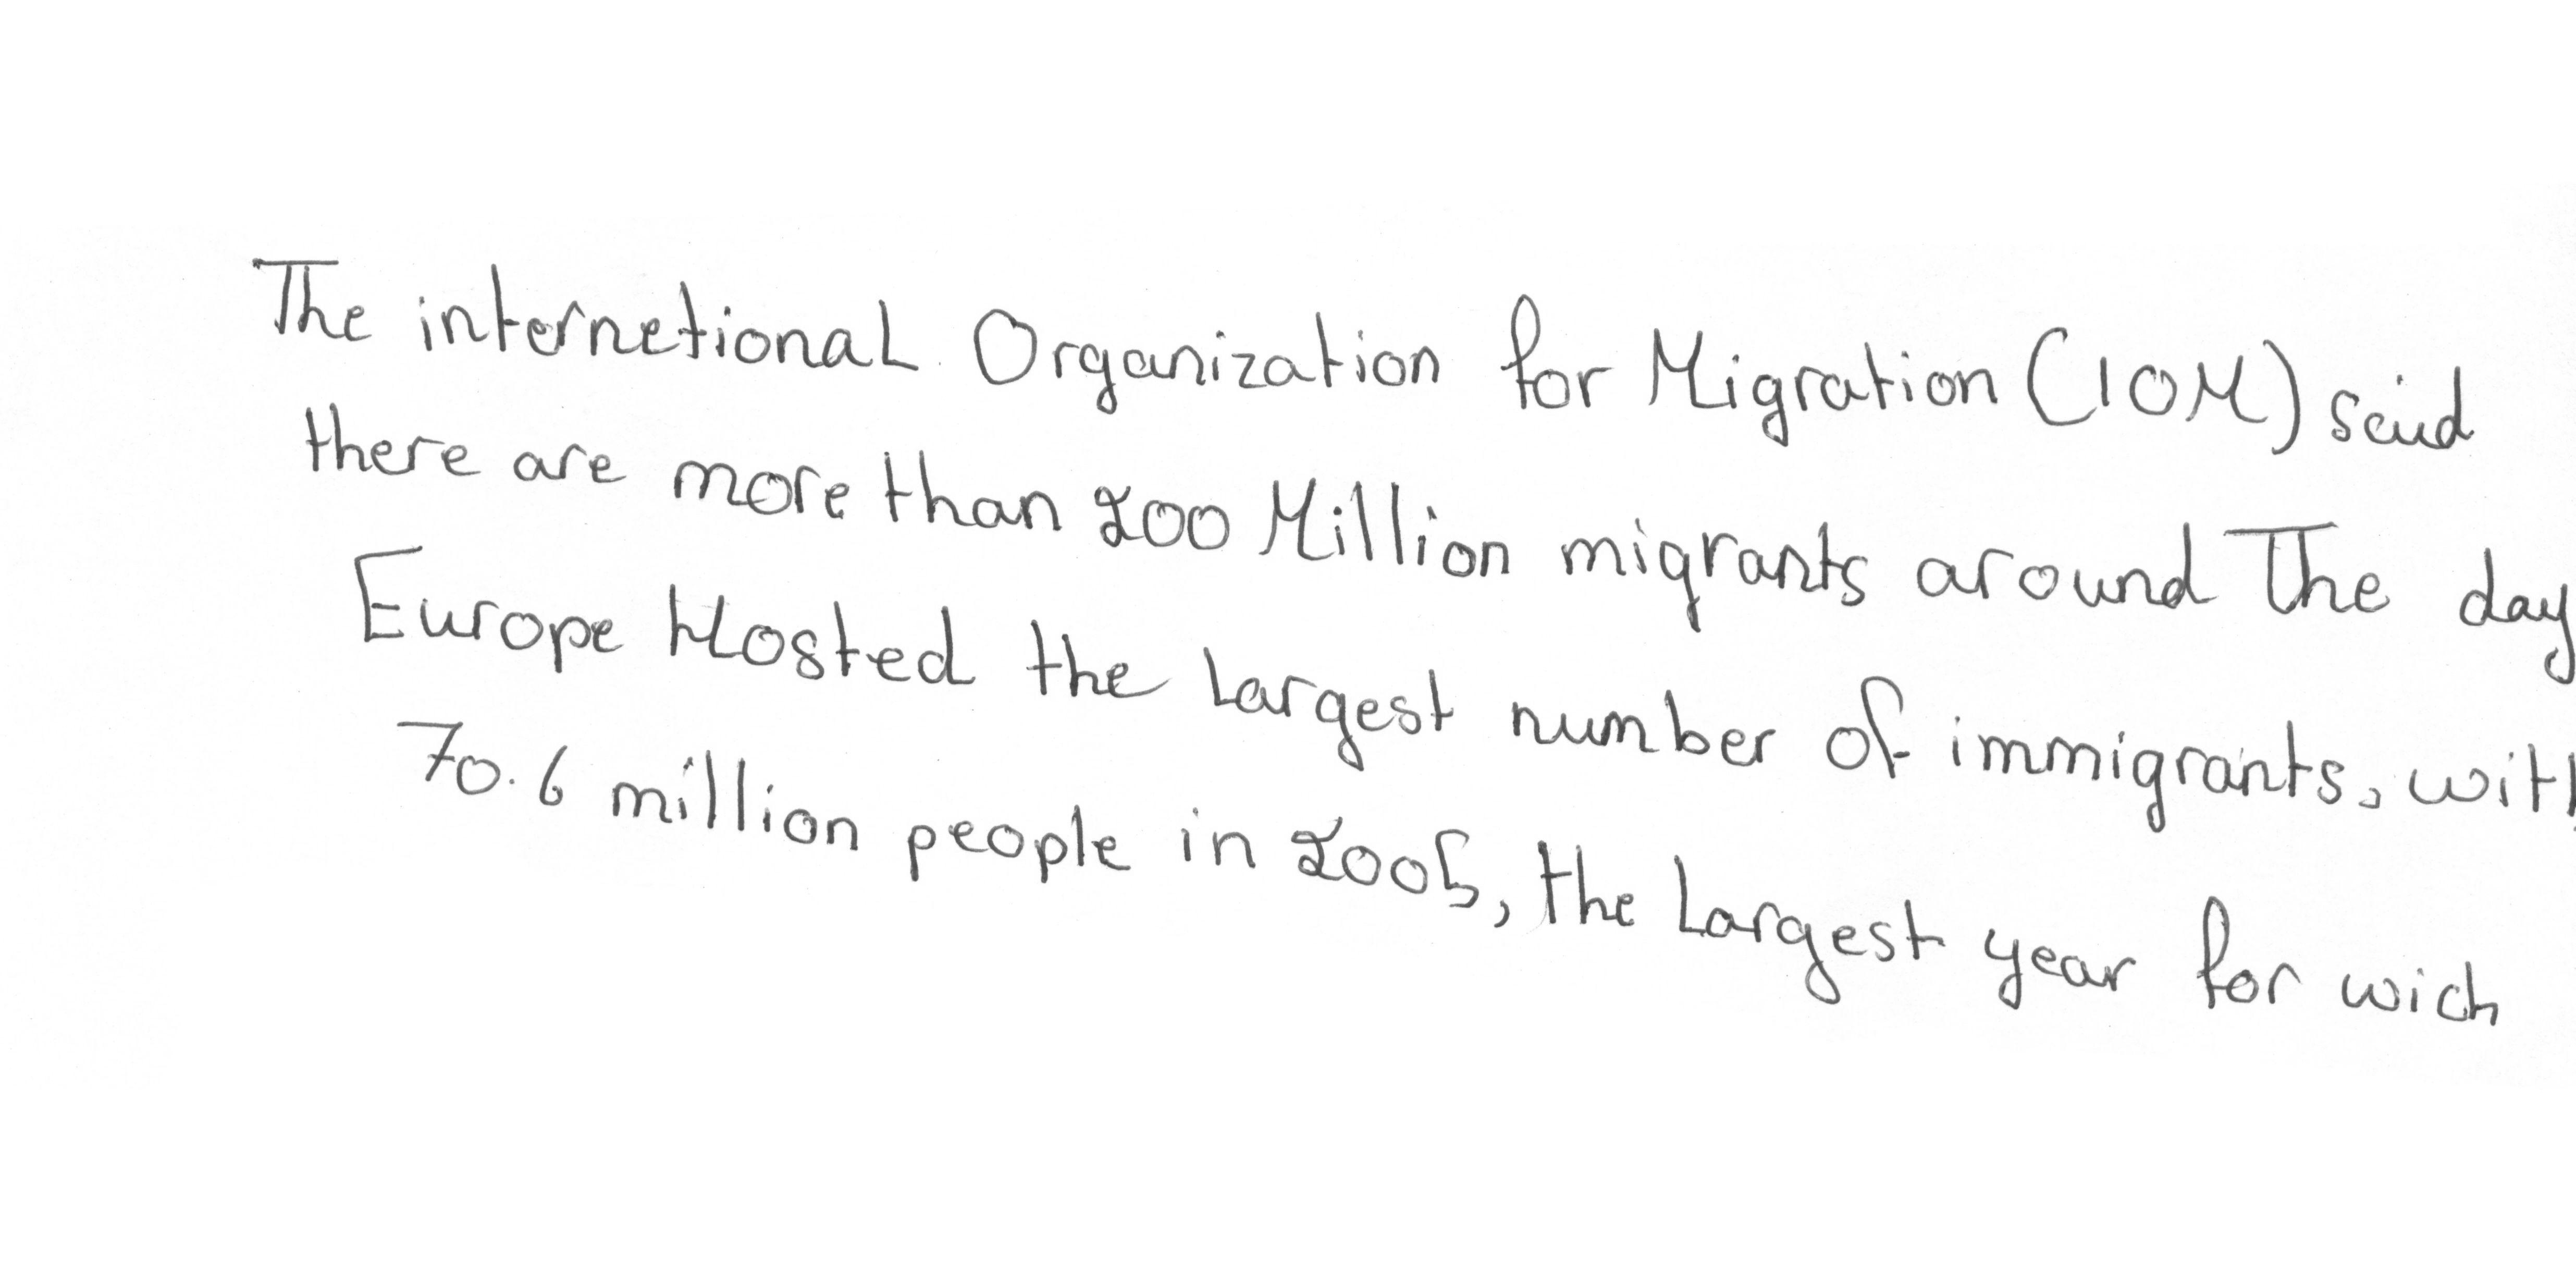 The internetional Organization for Migration (IOM) said
there are more than 200 Million migrants around The day
Europe Hosted the Largest number of immigrants, with
70.6 million people in 2005, the Largest year for wich